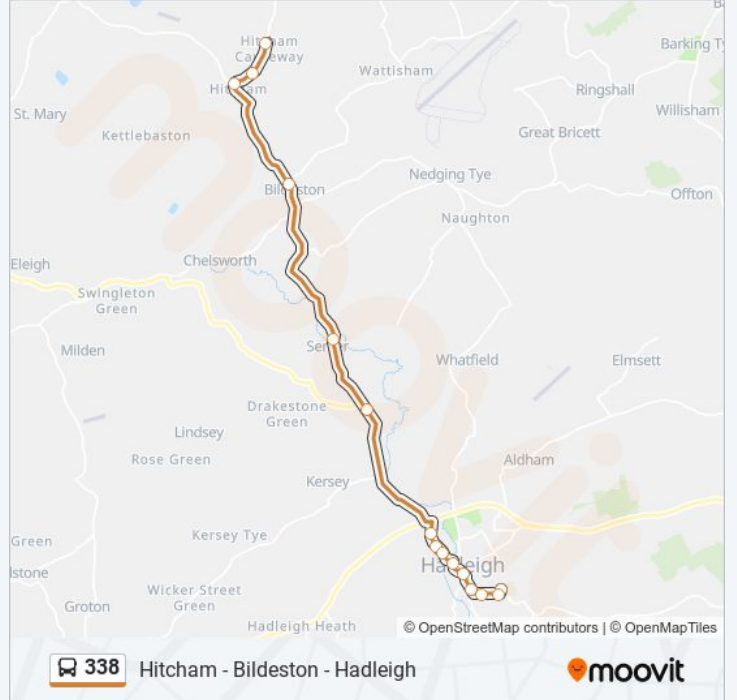 Hitcham
Causeway
Barking Ty
Wattisham
Hitcham
Ringshall
Willisham
St. Mary
Great Bricett
Kettlebaston
Nedging Tye
Bildeston
Offton
Naughton
Chelsworth
Eleigh
Swingleton
Green
Semer
Milden
Whatfield
Elmsett
Drakestone
Green
Lindsey
Rose Green
Aldham
Kersey
Kersey Tye
Green
Hadleigh
lstone
Wicker Street
Green
Groton
Hadleigh Heath
© OpenStreetMap contributors | © OpenMapTiles
338 Hitcham - Bildeston - Hadleigh
moovit